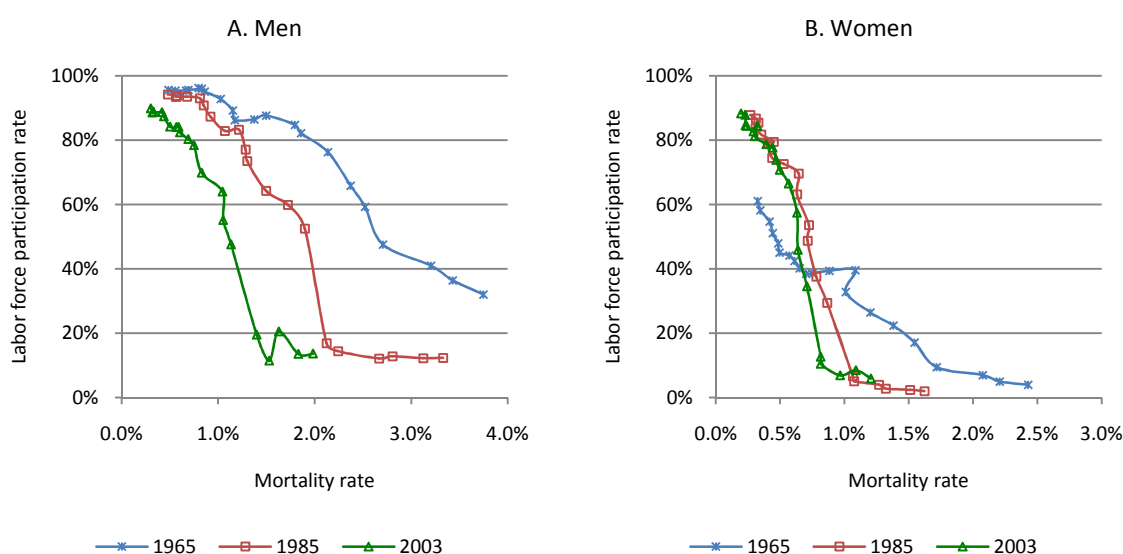 A. Men
Labor force participation rate
100%
80%
60%
40%
20%
0%
0.0% 1.0% 2.0% 3.0% 4.0%
Mortality rate
1965 1985 2003
B. Women
Labor force participation rate
100%
80%
60%
40%
20%
0%
0.0% 0.5% 1.0% 1.5% 2.0% 2.5% 3.0%
Mortality rate
1965 1985 2003